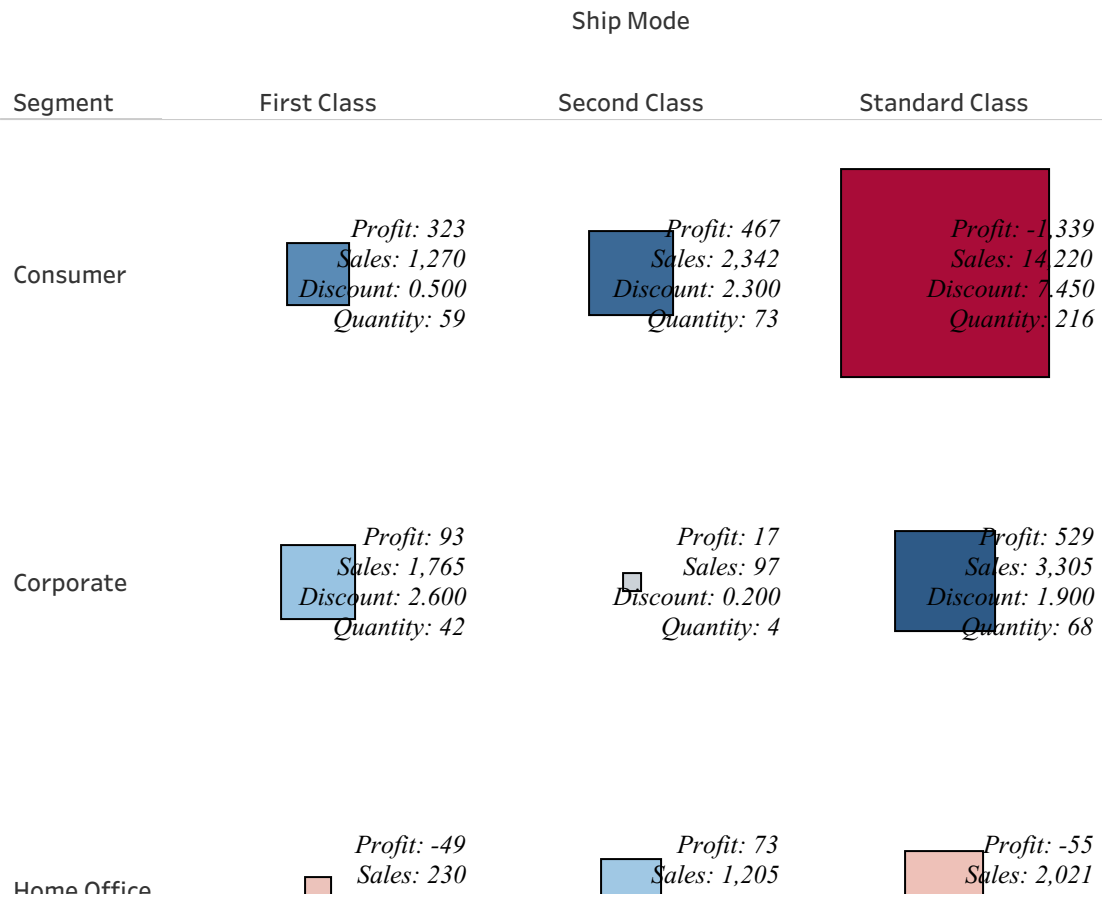 Ship Mode
Segment First Class Second Class Standard Class
Consumer
Profit: 323
Sales: 1,270
Discount: 0.500
Quantity: 59
Profit: 467
Sales: 2,342
Discount: 2.300
Quantity: 73
Profit: -1,339
Sales: 14,220
Discount: 7.450
Quantity: 216
Corporate
Profit: 93
Sales: 1,765
Discount: 2.600
Quantity: 42
Profit: 17
Sales: 97
Discount: 0.200
Quantity: 4
Profit: 529
Sales: 3,305
Discount: 1.900
Quantity: 68
Home Office
Profit: -49
Sales: 230
Profit: 73
Sales: 1,205
Profit: -55
Sales: 2,021